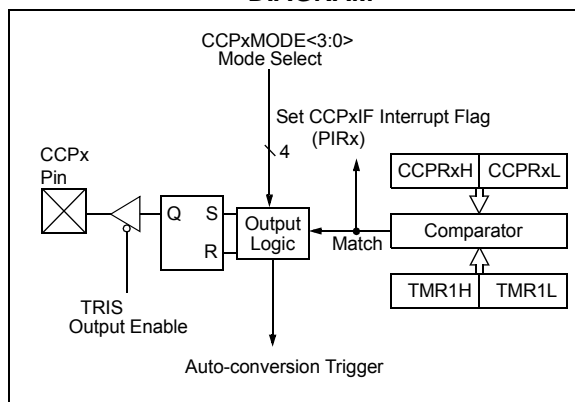 CCPxMODE<3:0>
Mode Select
Set CCPxIF Interrupt Flag
(PIRx)
4
CCPx
Pin
CCPRxH CCPRxL
Q S
R
Output
Logic
Match
Comparator
TMR1H TMR1L
TRIS
Output Enable
Auto-conversion Trigger